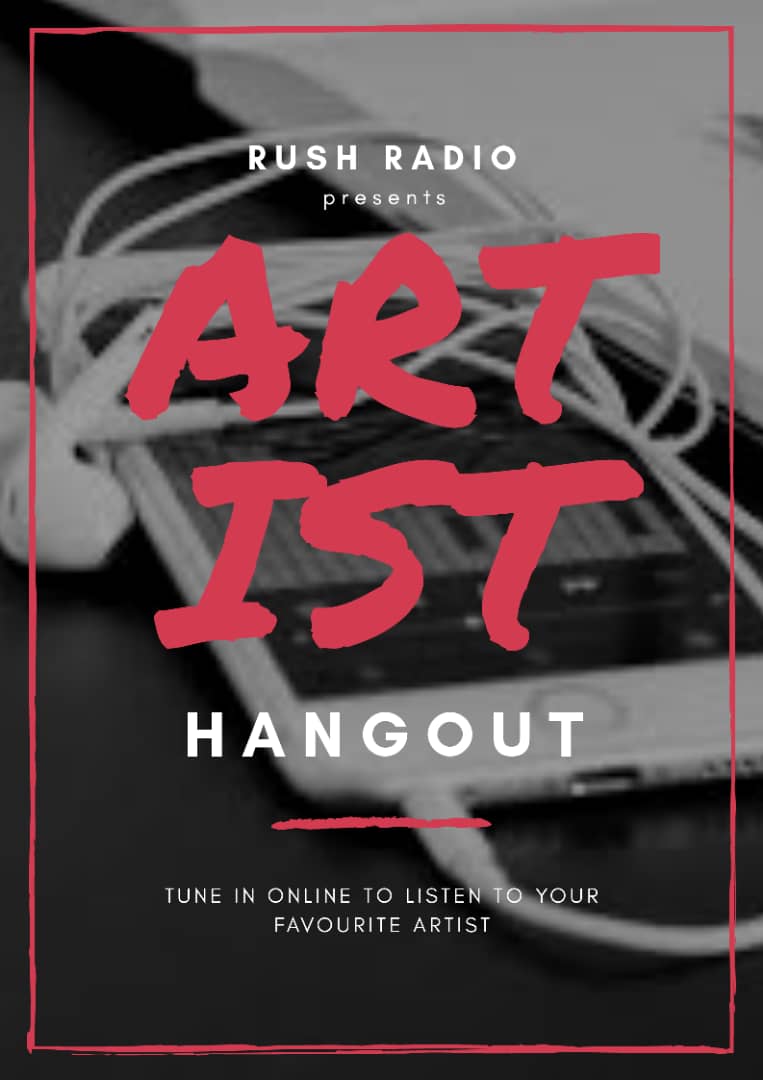 RUSH RADIO
presents
ART
IST
HANGOUT
TUNE IN ONLINE TO LISTEN TO YOUR
FAVOURITE ARTIST